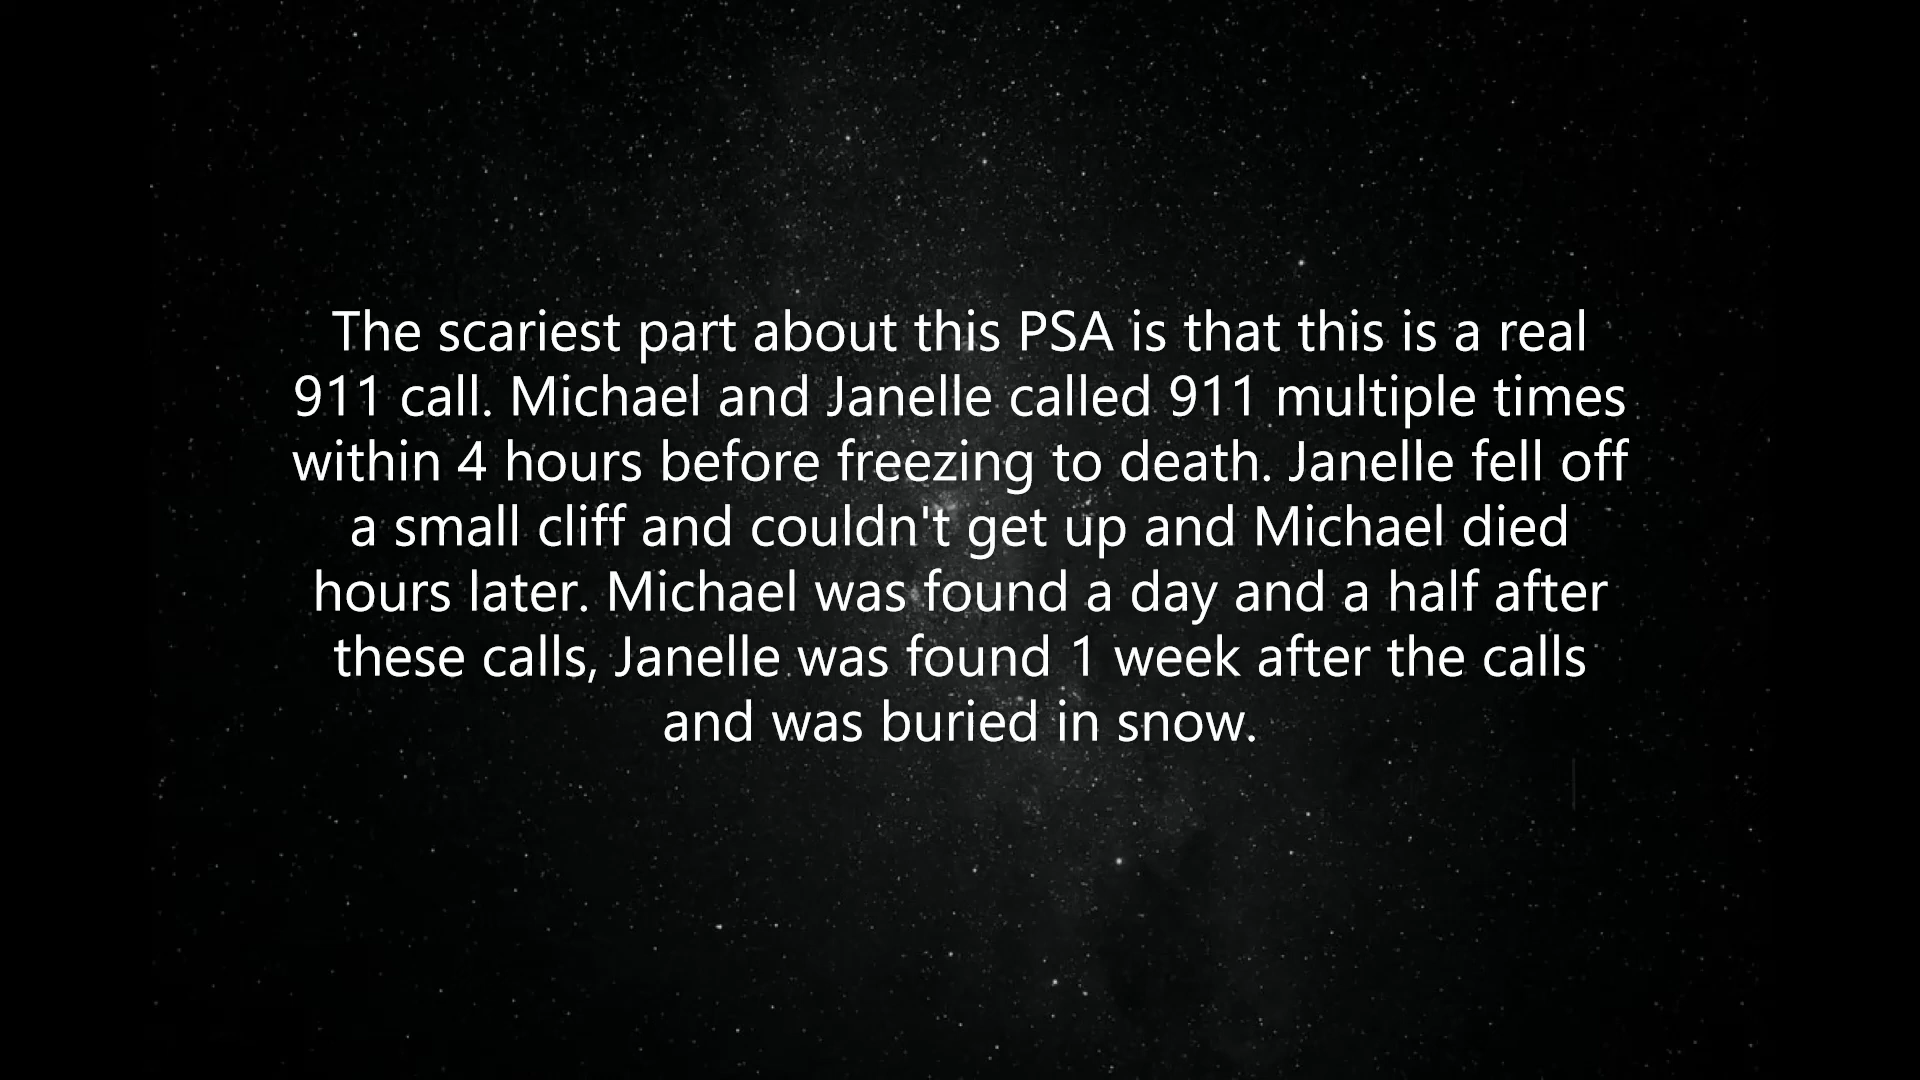 The scariest part about this PSA is that this is a real
911 call. Michael and Janelle called 911 multiple times
within 4 hours before freezing to death. Janelle fell off
a small cliff and couldn't get up and Michael died
hours later. Michael was found a day and a half after
these calls, Janelle was found 1 week after the calls
and was buried in snow.